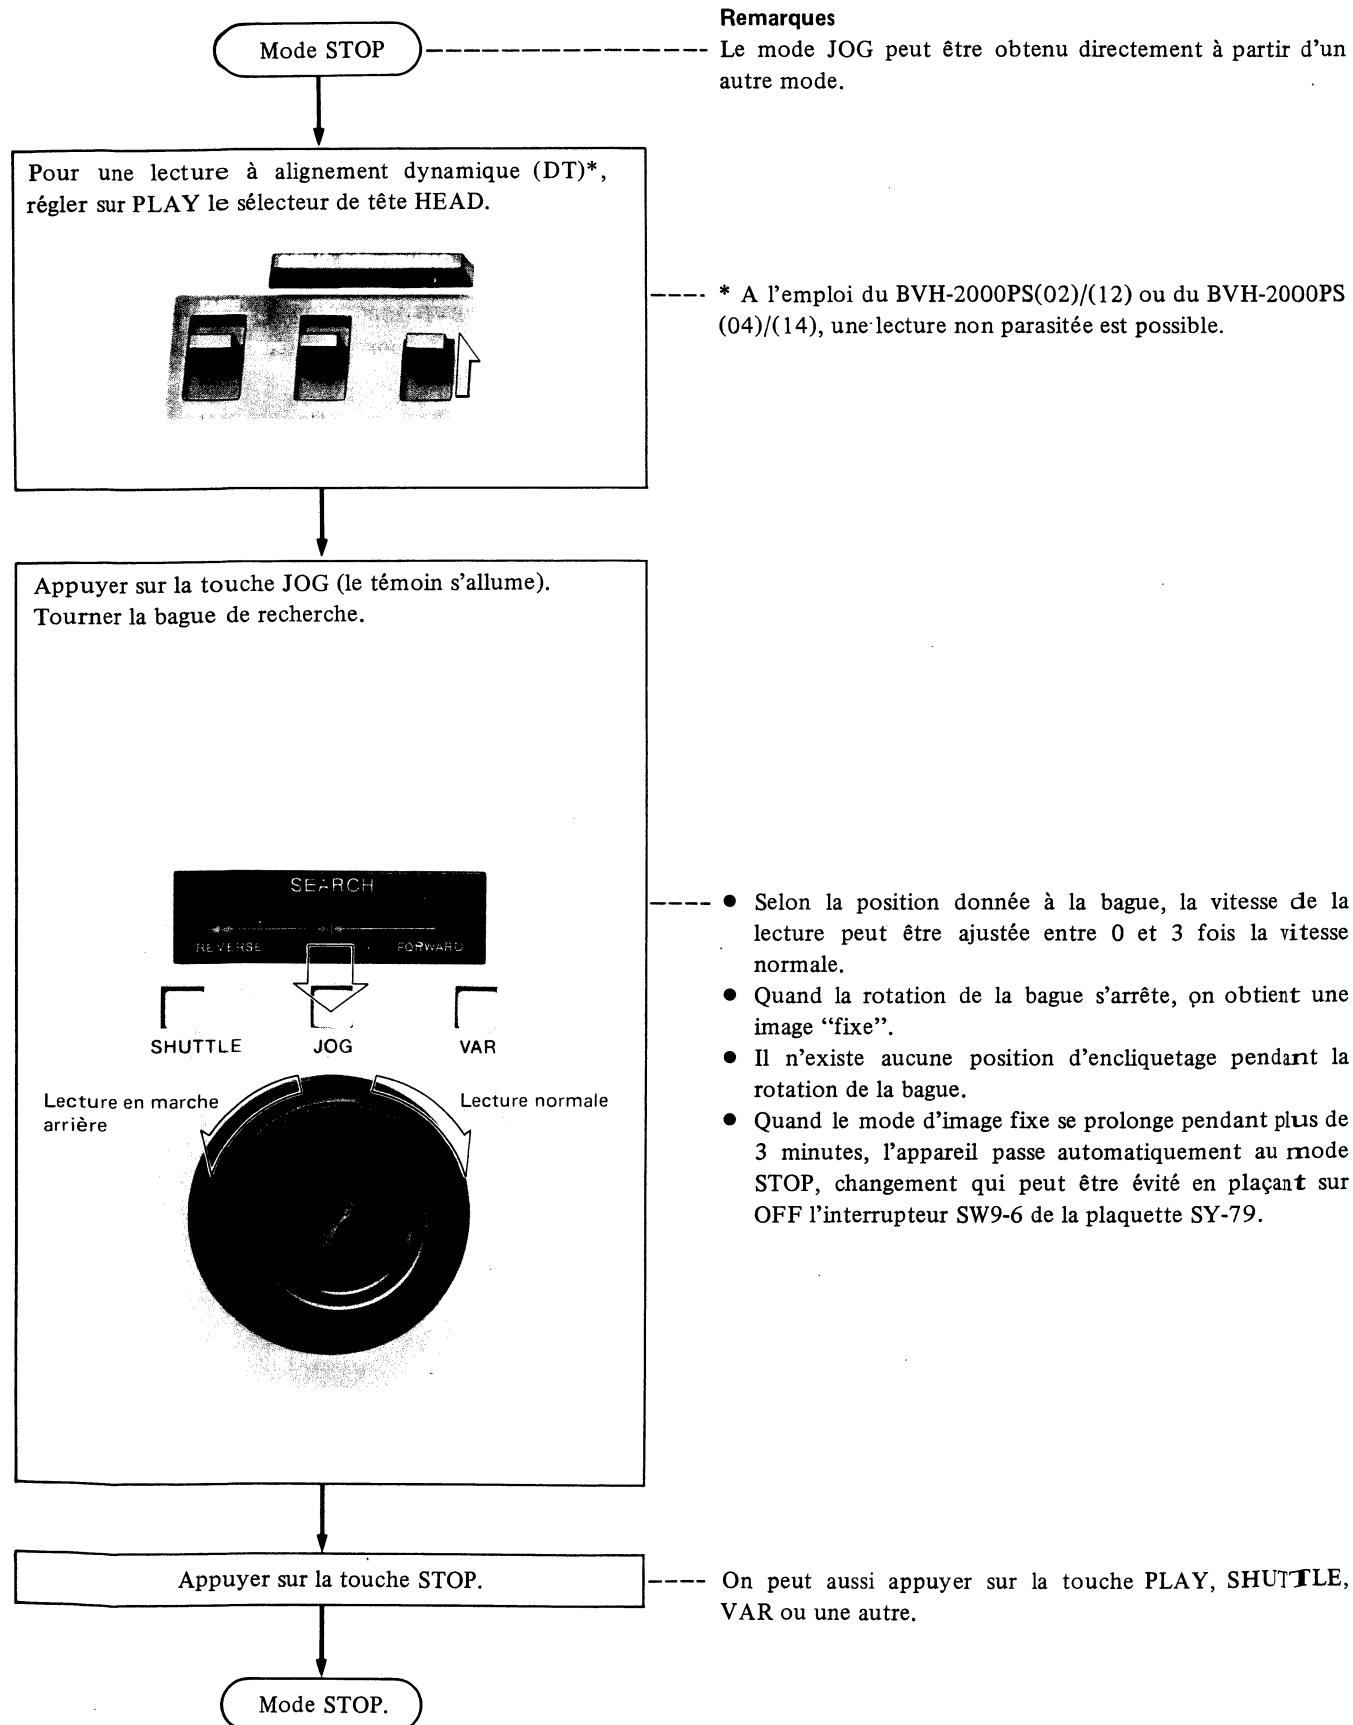 Remarques
Mode STOP
Le mode JOG peut être obtenu directement à partir d'un
autre mode.
Pour une lecture à alignement dynamique (DT)*,
régler sur PLAY le sélecteur de tête HEAD.
* A l'emploi du BVH-2000PS(02)/(12) ou du BVH-2000PS
(04)/(14), une lecture non parasitée est possible.
Appuyer sur la touche JOG (le témoin s'allume).
Tourner la bague de recherche.
SEARCH
REVERSE
FORWARD
SHUTTLE
JOG
VAR
Lecture en marche
arrière
Lecture normale
● Selon la position donnée à la bague, la vitesse de la
lecture peut être ajustée entre 0 et 3 fois la vitesse
normale.
● Quand la rotation de la bague s'arrête, on obtient une
image “fixe”.
● Il n'existe aucune position d'encliquetage pendant la
rotation de la bague.
● Quand le mode d'image fixe se prolonge pendant plus de
3 minutes, l'appareil passe automatiquement au mode
STOP, changement qui peut être évité en plaçant sur
OFF l'interrupteur SW9-6 de la plaquette SY-79.
Appuyer sur la touche STOP.
On peut aussi appuyer sur la touche PLAY, SHUTTLE,
VAR ou une autre.
Mode STOP.